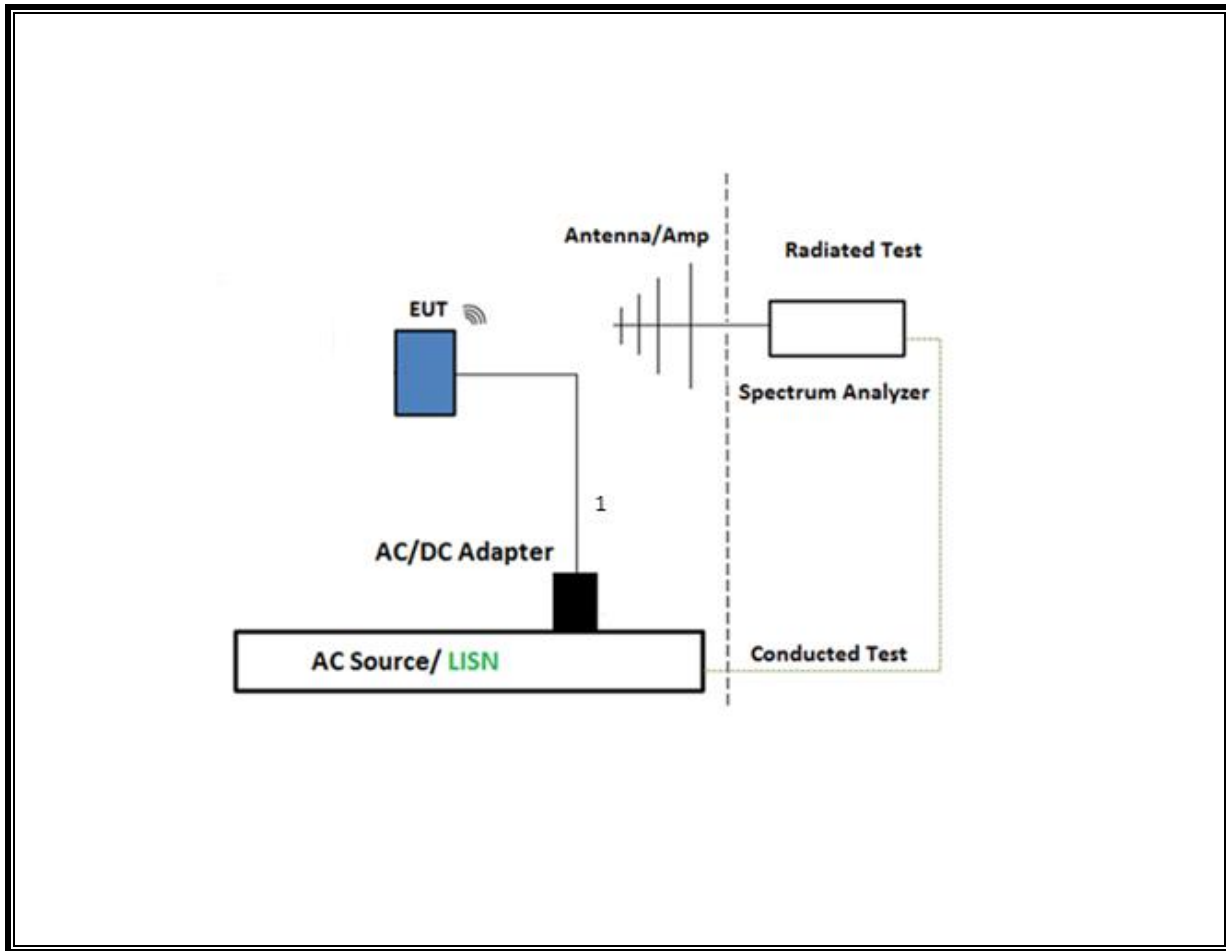 Antenna/Amp
Radiated Test
EUT
Spectrum Analyzer
1
AC/DC Adapter
AC Source/ LISN
Conducted Test